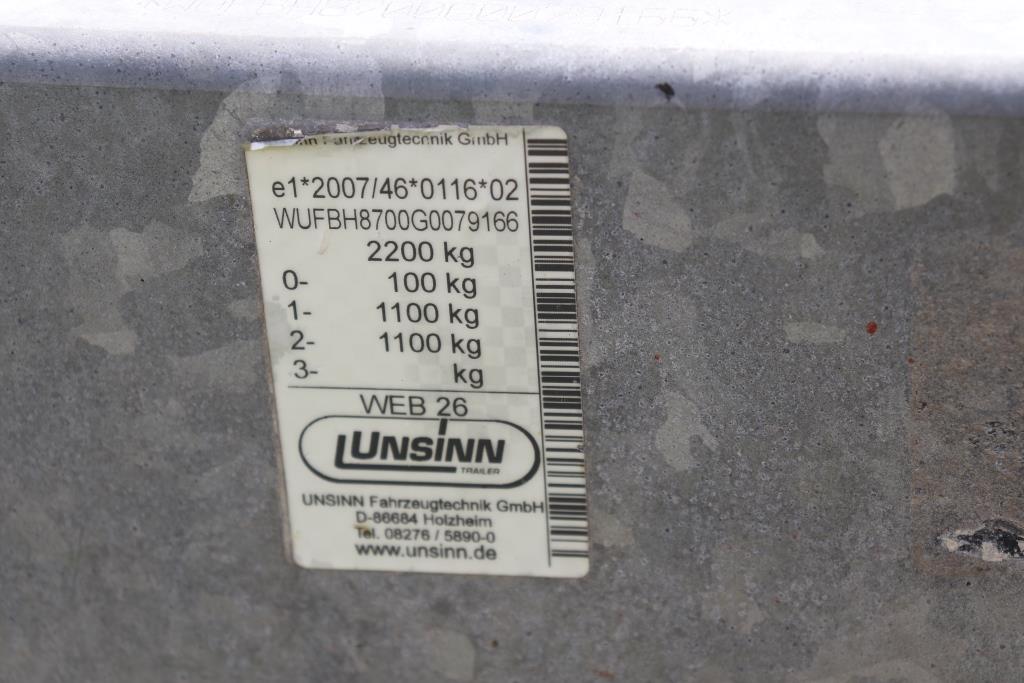 Fahrzeugtechnik GmbH
e1*2007/46*0116*02
WUFBH8700G0079166
2200 kg
0- 100 kg
1- 1100 kg
2- 1100 kg
3- kg
WEB 26
UNSINN
TRAILER
UNSINN Fahrzeugtechnik GmbH
D-86684 Holzheim
Tel. 08276 / 5890-0
www.unsinn.de